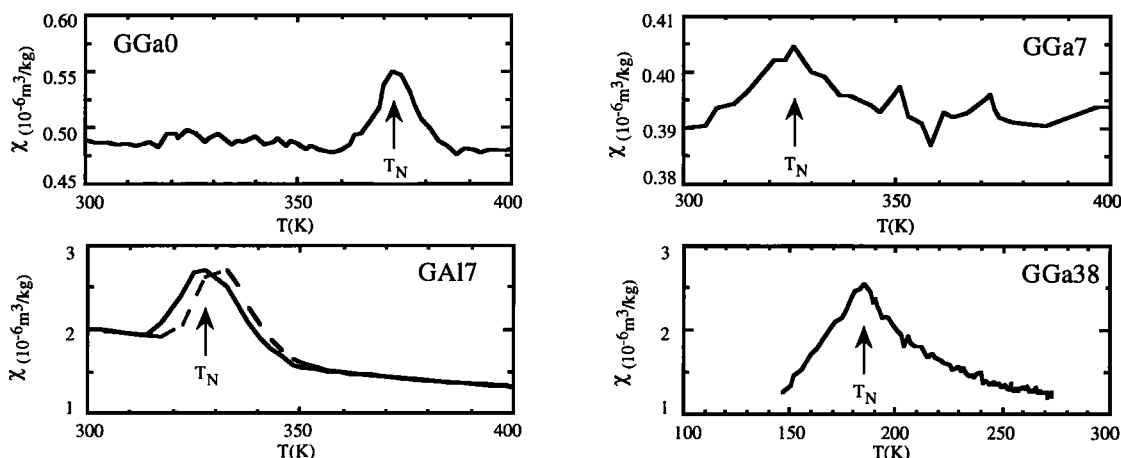 0.60
GGa0
0.55
0.50
0.45
χ (10-6m3/kg)
T_N
300
350
400
T(K)
0.41
GGa7
0.40
0.39
0.38
χ (10-6m3/kg)
T_N
300
350
400
T(K)
3
GAl7
2
1
χ (10-6m3/kg)
T_N
300
350
400
T(K)
3
GGa38
2
1
χ (10-6m3/kg)
T_N
100
150
200
250
300
T(K)